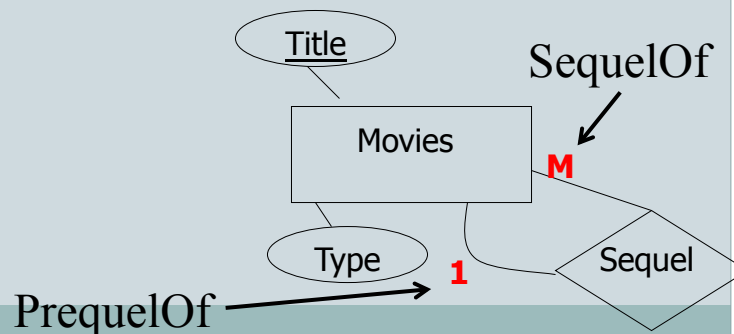 Title
SequelOf
Movies
M
Type
1
Sequel
PrequelOf